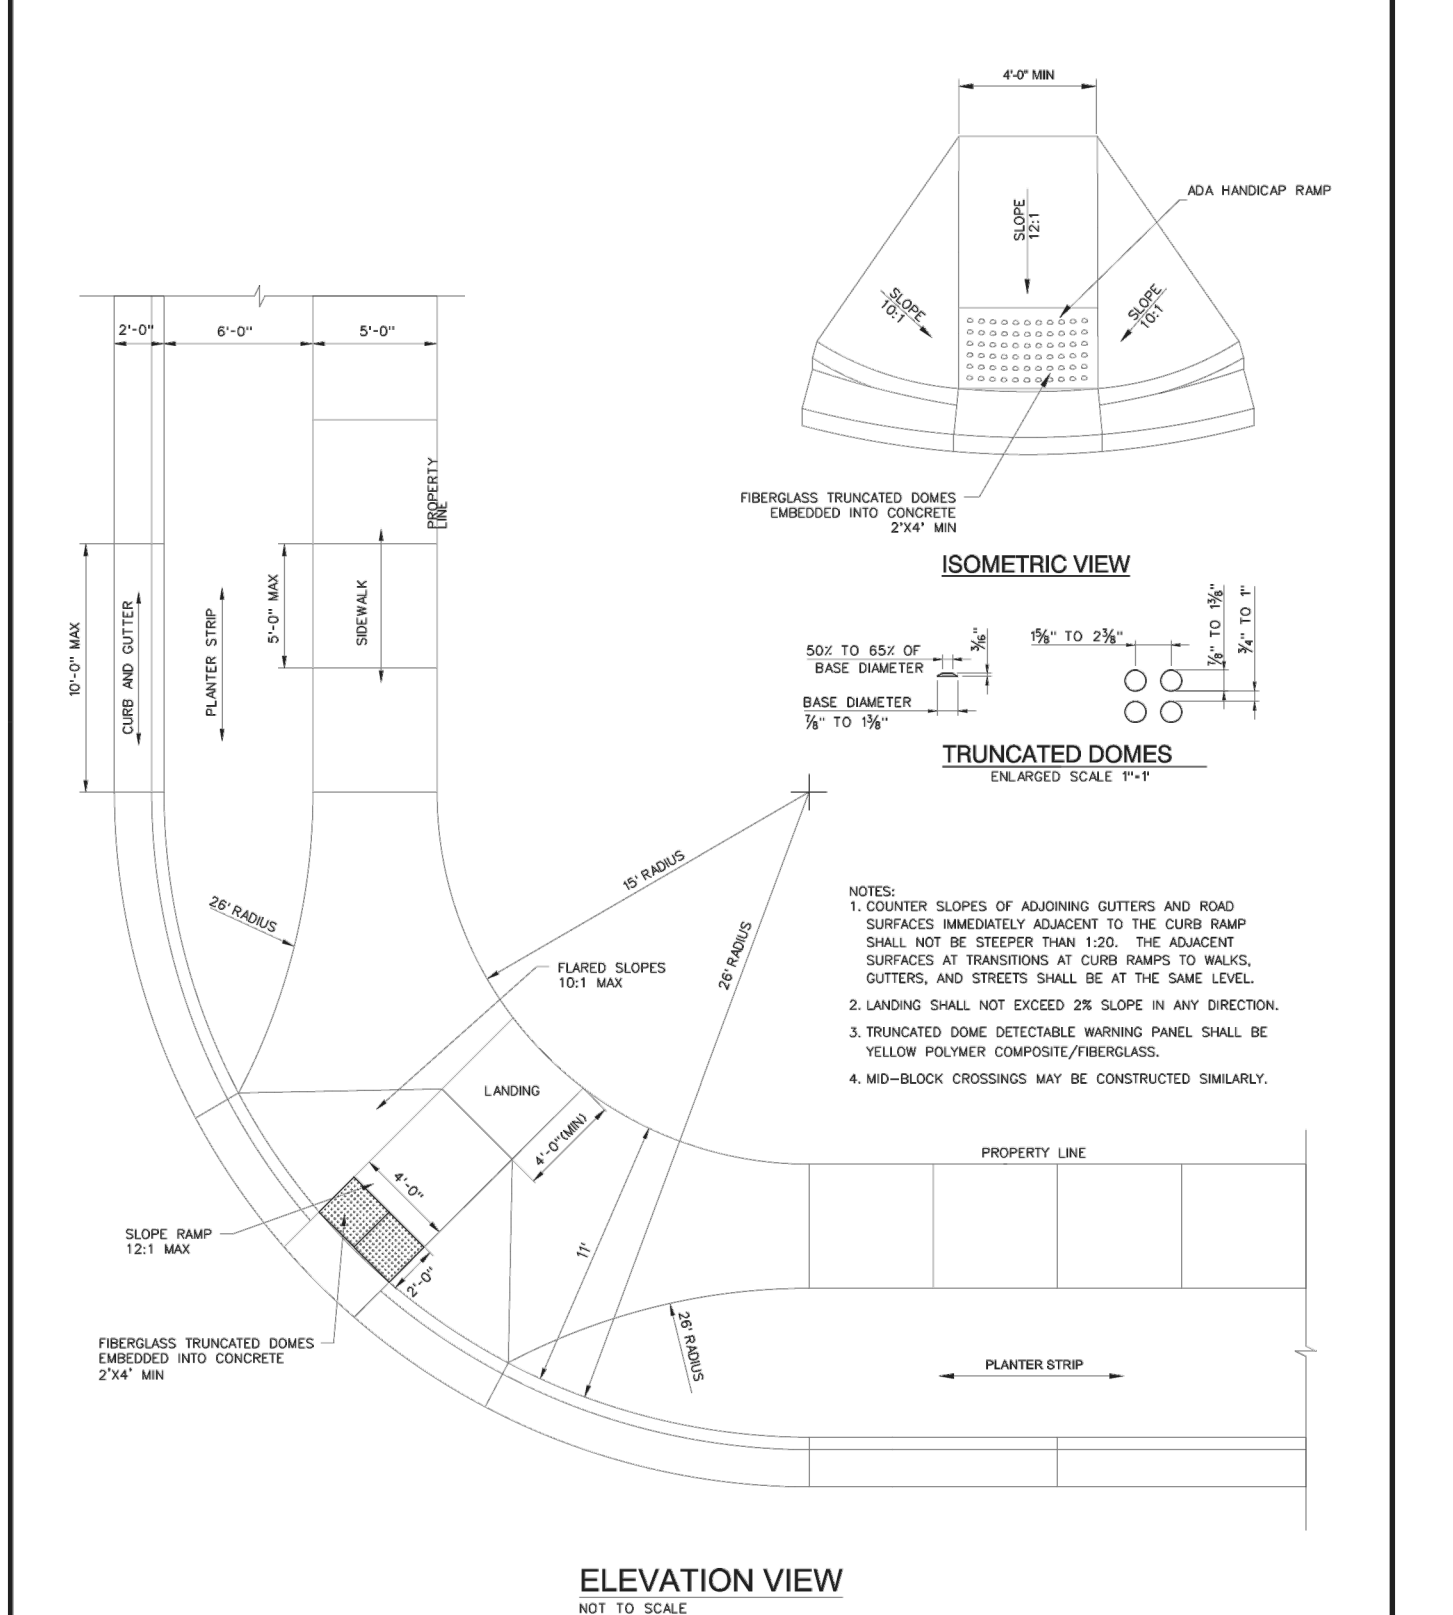 4'-0" MIN
ADA HANDICAP RAMP
SLOPE
12:1
SLOPE
10:1
SLOPE
10:1
FIBERGLASS TRUNCATED DOMES
EMBEDDED INTO CONCRETE
2'X4' MIN
ISOMETRIC VIEW
2'-0"
6'-0"
5'-0"
PROPERTY
LINE
10'-0" MAX
CURB AND GUTTER
PLANTER STRIP
5'-0" MAX
SIDEWALK
50% TO 65% OF
BASE DIAMETER
3/16"
BASE DIAMETER
7/8" TO 1 3/8"
1 5/8" TO 2 3/8"
7/8" TO 1 3/8"
3/4" TO 1"
TRUNCATED DOMES
ENLARGED SCALE 1"=1'
15' RADIUS
26' RADIUS
26' RADIUS
FLARED SLOPES
10:1 MAX
NOTES:
1. COUNTER SLOPES OF ADJOINING GUTTERS AND ROAD
SURFACES IMMEDIATELY ADJACENT TO THE CURB RAMP
SHALL NOT BE STEEPER THAN 1:20. THE ADJACENT
SURFACES AT TRANSITIONS AT CURB RAMPS TO WALKS,
GUTTERS, AND STREETS SHALL BE AT THE SAME LEVEL.
2. LANDING SHALL NOT EXCEED 2% SLOPE IN ANY DIRECTION.
3. TRUNCATED DOME DETECTABLE WARNING PANEL SHALL BE
YELLOW POLYMER COMPOSITE/FIBERGLASS.
4. MID-BLOCK CROSSINGS MAY BE CONSTRUCTED SIMILARLY.
LANDING
4'-0"(MIN)
4'-0"
2'-0"
SLOPE RAMP
12:1 MAX
11'
PROPERTY LINE
26' RADIUS
FIBERGLASS TRUNCATED DOMES
EMBEDDED INTO CONCRETE
2'X4' MIN
PLANTER STRIP
ELEVATION VIEW
NOT TO SCALE